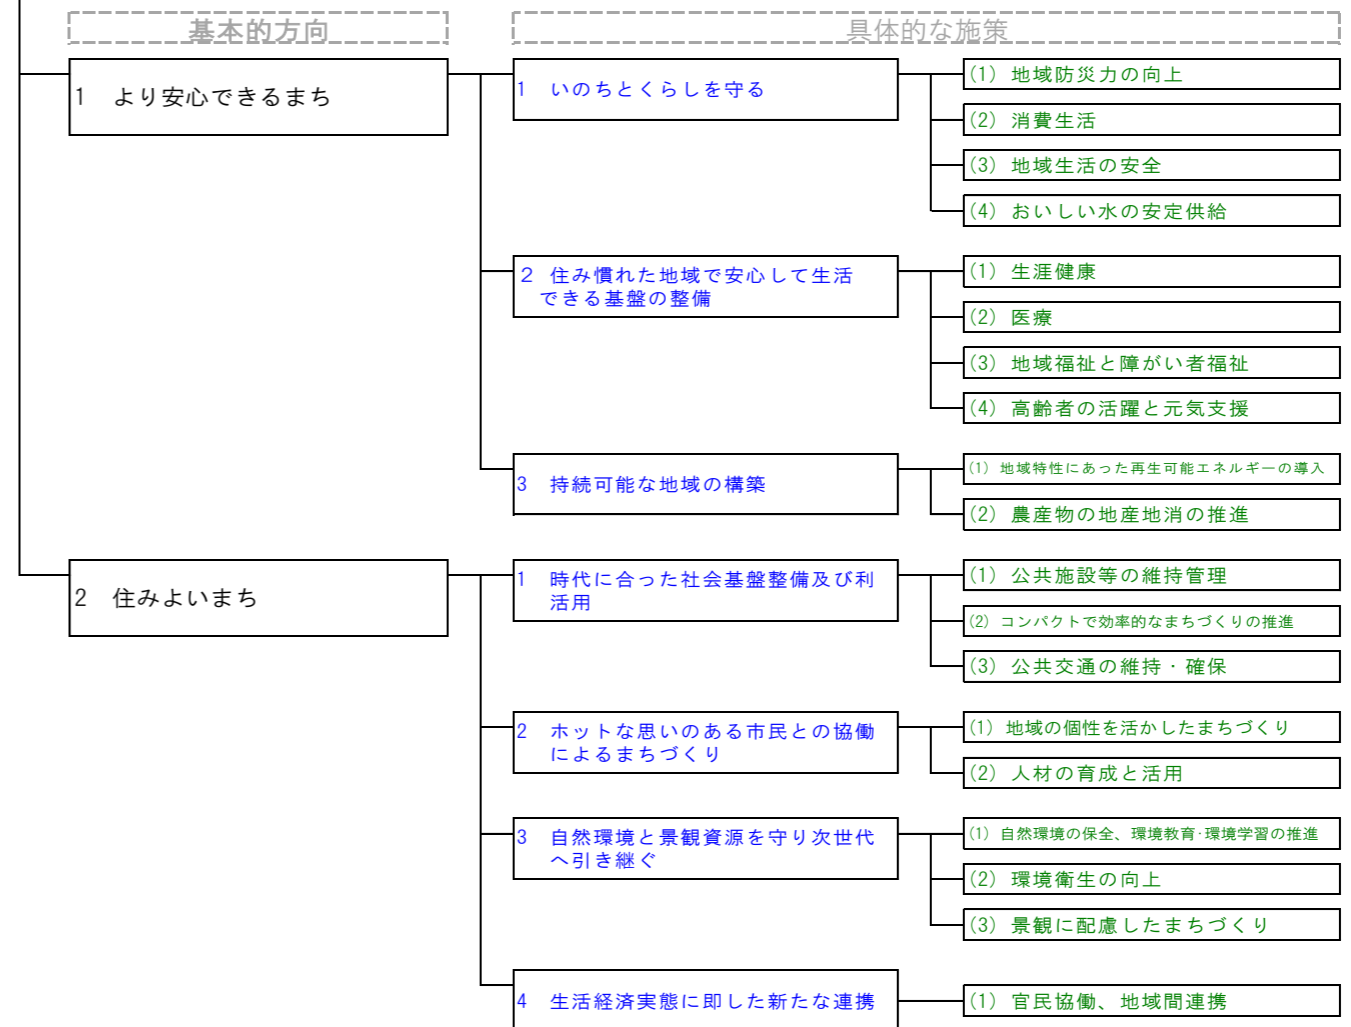 基本的方向
具体的な施策
1 より安心できるまち
1 いのちとくらしを守る
(1) 地域防災力の向上
(2) 消費生活
(3) 地域生活の安全
(4) おいしい水の安定供給
2 住み慣れた地域で安心して生活
できる基盤の整備
(1) 生涯健康
(2) 医療
(3) 地域福祉と障がい者福祉
(4) 高齢者の活躍と元気支援
3 持続可能な地域の構築
(1) 地域特性にあった再生可能エネルギーの導入
(2) 農産物の地産地消の推進
2 住みよいまち
1 時代に合った社会基盤整備及び利
活用
(1) 公共施設等の維持管理
(2) コンパクトで効率的なまちづくりの推進
(3) 公共交通の維持・確保
2 ホットな思いのある市民との協働
によるまちづくり
(1) 地域の個性を活かしたまちづくり
(2) 人材の育成と活用
3 自然環境と景観資源を守り次世代
へ引き継ぐ
(1) 自然環境の保全、環境教育･環境学習の推進
(2) 環境衛生の向上
(3) 景観に配慮したまちづくり
4 生活経済実態に即した新たな連携
(1) 官民協働、地域間連携